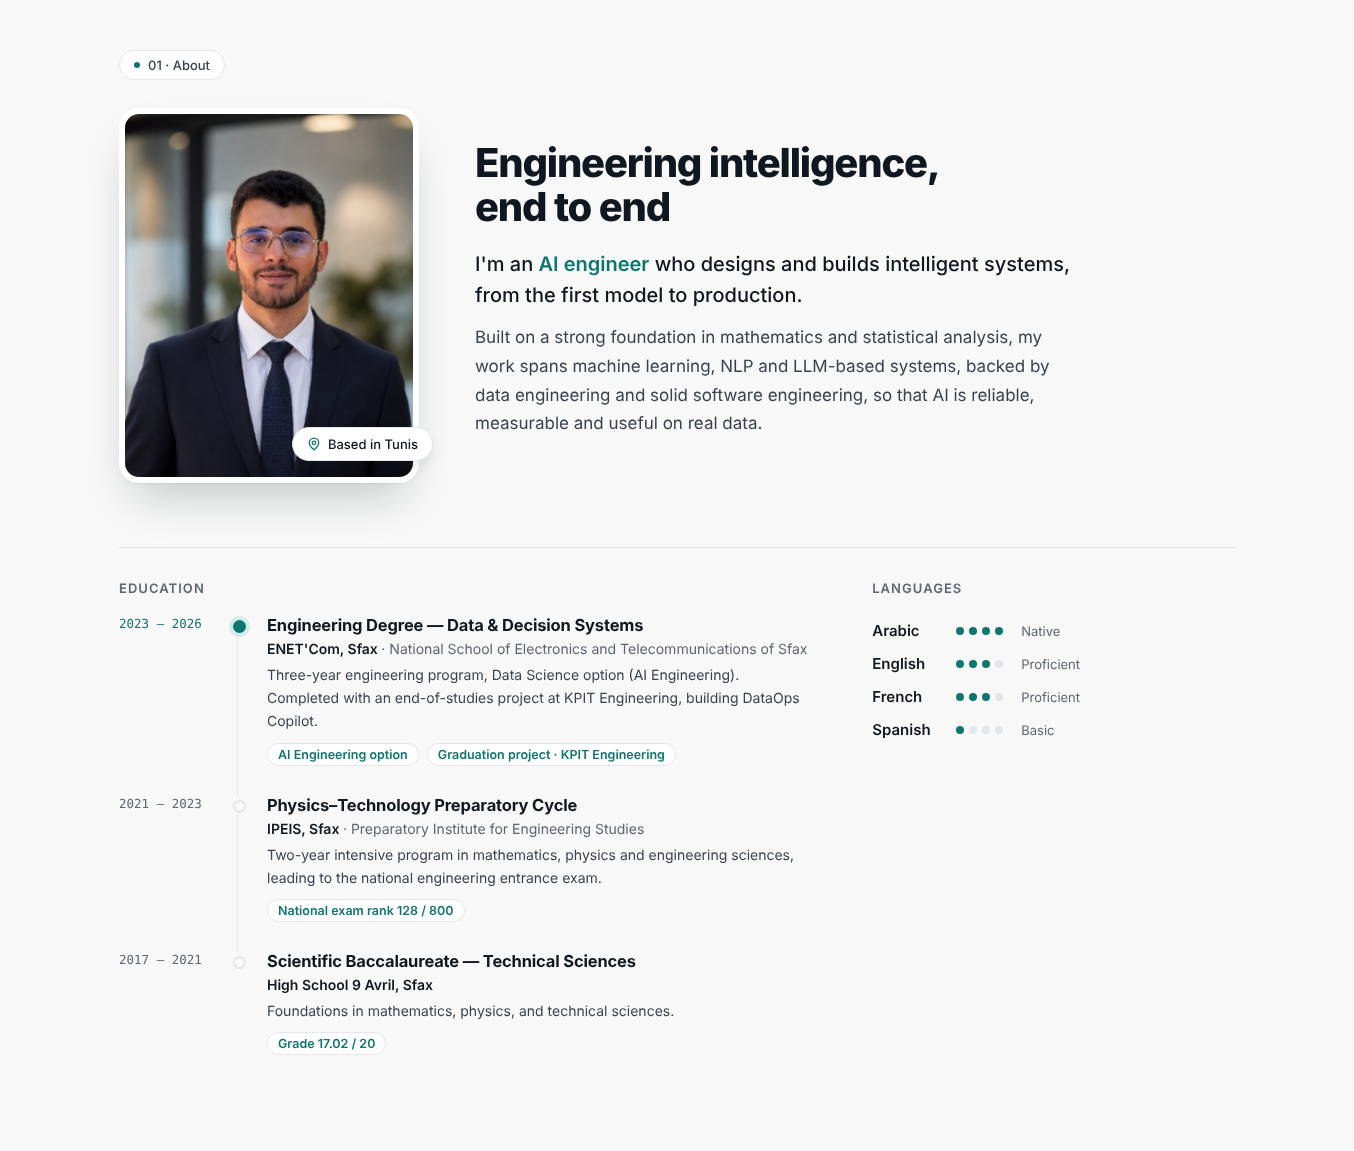 01 · About
Engineering intelligence,
end to end
I'm an AI engineer who designs and builds intelligent systems,
from the first model to production.
Built on a strong foundation in mathematics and statistical analysis, my
work spans machine learning, NLP and LLM-based systems, backed by
data engineering and solid software engineering, so that AI is reliable,
measurable and useful on real data.
Based in Tunis
EDUCATION
2023 — 2026
Engineering Degree — Data & Decision Systems
ENET'Com, Sfax · National School of Electronics and Telecommunications of Sfax
Three-year engineering program, Data Science option (AI Engineering).
Completed with an end-of-studies project at KPIT Engineering, building DataOps
Copilot.
AI Engineering option
Graduation project · KPIT Engineering
2021 — 2023
Physics–Technology Preparatory Cycle
IPEIS, Sfax · Preparatory Institute for Engineering Studies
Two-year intensive program in mathematics, physics and engineering sciences,
leading to the national engineering entrance exam.
National exam rank 128 / 800
2017 — 2021
Scientific Baccalaureate — Technical Sciences
High School 9 Avril, Sfax
Foundations in mathematics, physics, and technical sciences.
Grade 17.02 / 20
LANGUAGES
Arabic Native
English Proficient
French Proficient
Spanish Basic